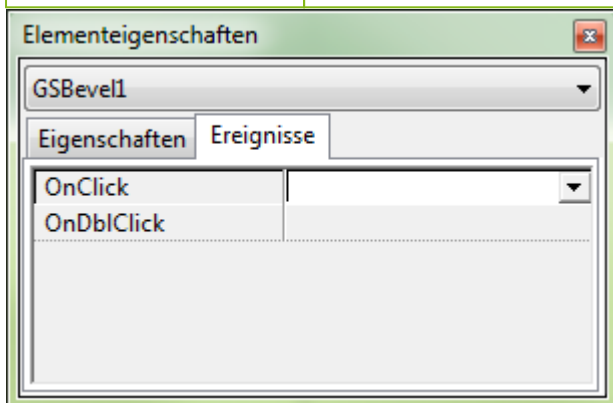 Elementeigenschaften
GSBevel1
Eigenschaften Ereignisse
OnClick
OnDblClick